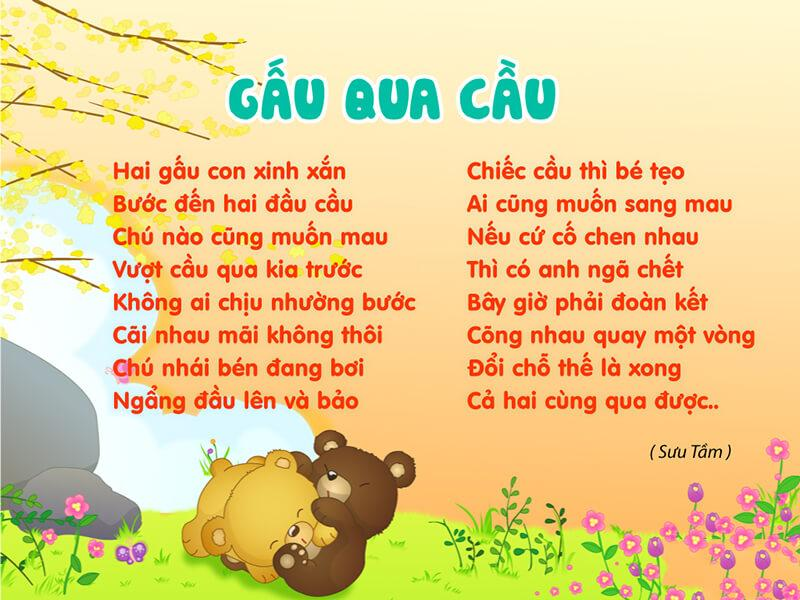 GẤU QUA CẦU
Hai gấu con xinh xắn
Bước đến hai đầu cầu
Chú nào cũng muốn mau
Vượt cầu qua kia trước
Không ai chịu nhường bước
Cãi nhau mãi không thôi
Chú nhái bén đang bơi
Ngẩng đầu lên và bảo
Chiếc cầu thì bé tẹo
Ai cũng muốn sang mau
Nếu cứ cố chen nhau
Thì có anh ngã chết
Bây giờ phải đoàn kết
Cõng nhau quay một vòng
Đổi chỗ thế là xong
Cả hai cùng qua được..
( Sưu Tầm )